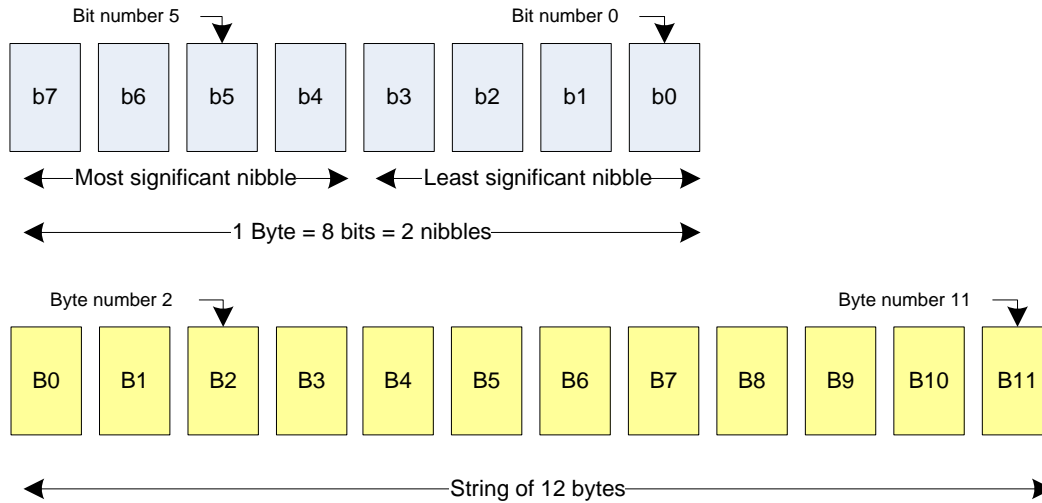 Bit number 5 Bit number 0
b7 b6 b5 b4 b3 b2 b1 b0
Most significant nibble Least significant nibble
1 Byte = 8 bits = 2 nibbles
Byte number 2 Byte number 11
B0 B1 B2 B3 B4 B5 B6 B7 B8 B9 B10 B11
String of 12 bytes